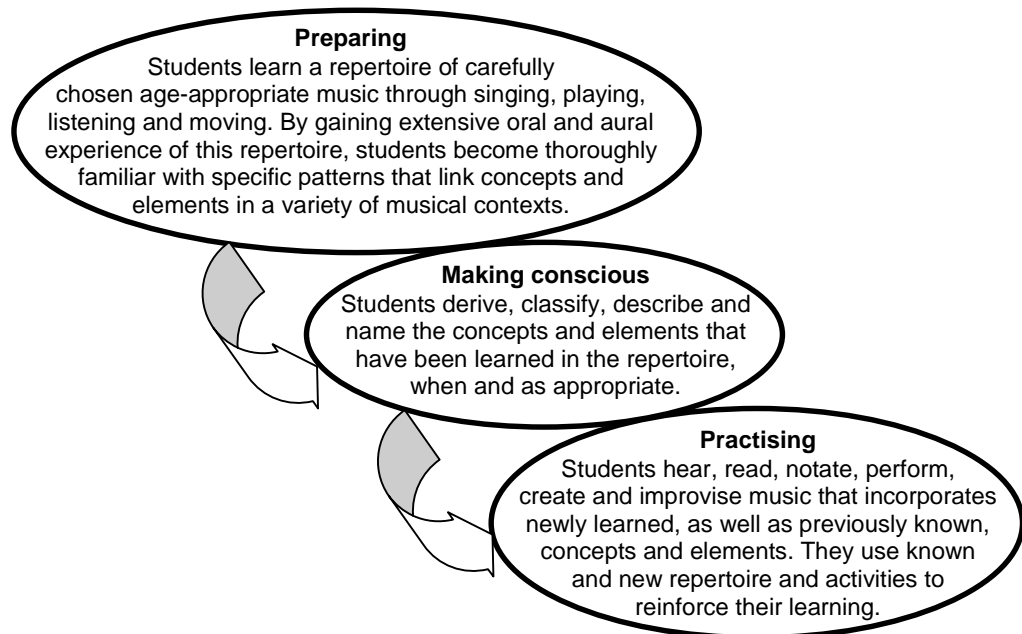 Preparing
Students learn a repertoire of carefully
chosen age-appropriate music through singing, playing,
listening and moving. By gaining extensive oral and aural
experience of this repertoire, students become thoroughly
familiar with specific patterns that link concepts and
elements in a variety of musical contexts.
Making conscious
Students derive, classify, describe and
name the concepts and elements that
have been learned in the repertoire,
when and as appropriate.
Practising
Students hear, read, notate, perform,
create and improvise music that incorporates
newly learned, as well as previously known,
concepts and elements. They use known
and new repertoire and activities to
reinforce their learning.